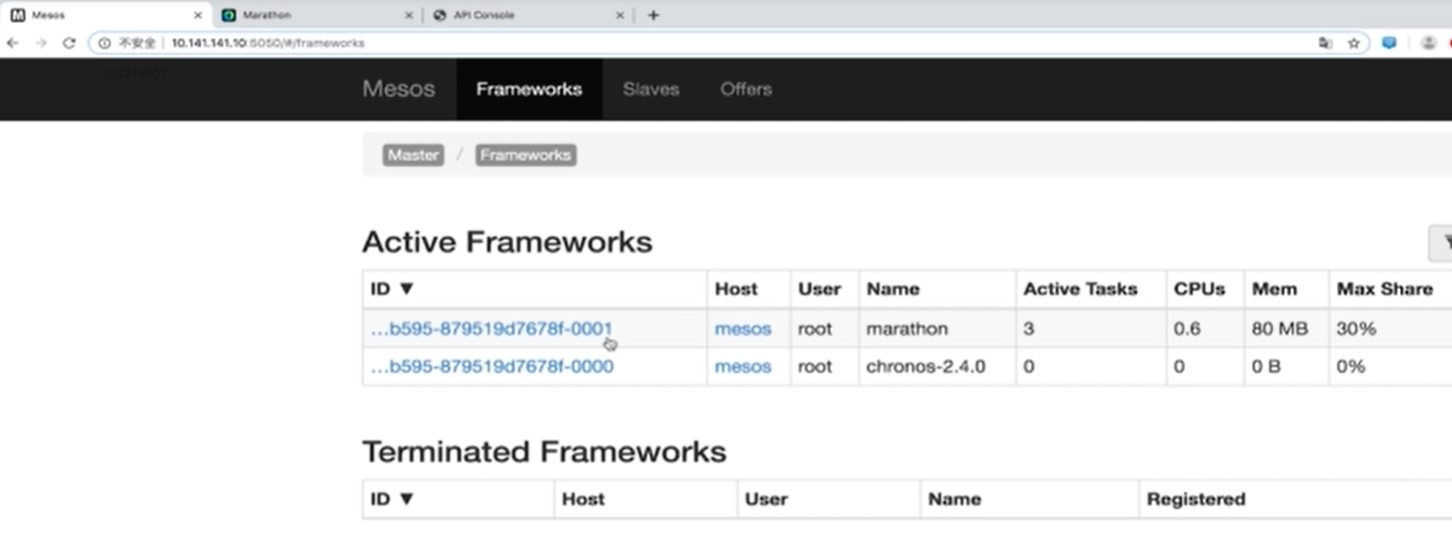 Mesos Marathon API Console
不安全 10.141.141.10:5050/#/frameworks
Mesos Frameworks Slaves Offers
Master / Frameworks
Active Frameworks
ID ▼ Host User Name Active Tasks CPUs Mem Max Share
...b595-879519d7678f-0001 mesos root marathon 3 0.6 80 MB 30%
...b595-879519d7678f-0000 mesos root chronos-2.4.0 0 0 0 B 0%
Terminated Frameworks
ID ▼ Host User Name Registered